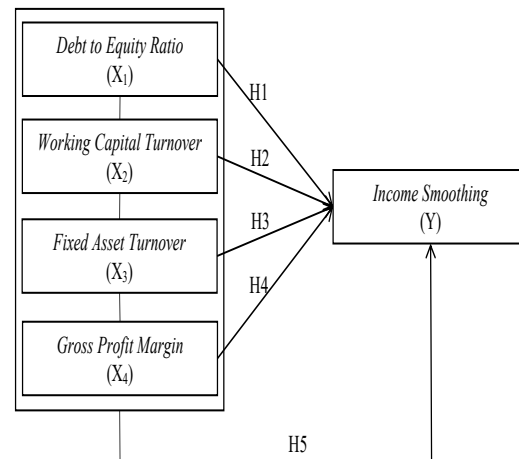 Debt to Equity Ratio
(X₁)
H1
Working Capital Turnover
(X₂)
H2
Income Smoothing
(Y)
Fixed Asset Turnover
(X₃)
H3
H4
Gross Profit Margin
(X₄)
H5